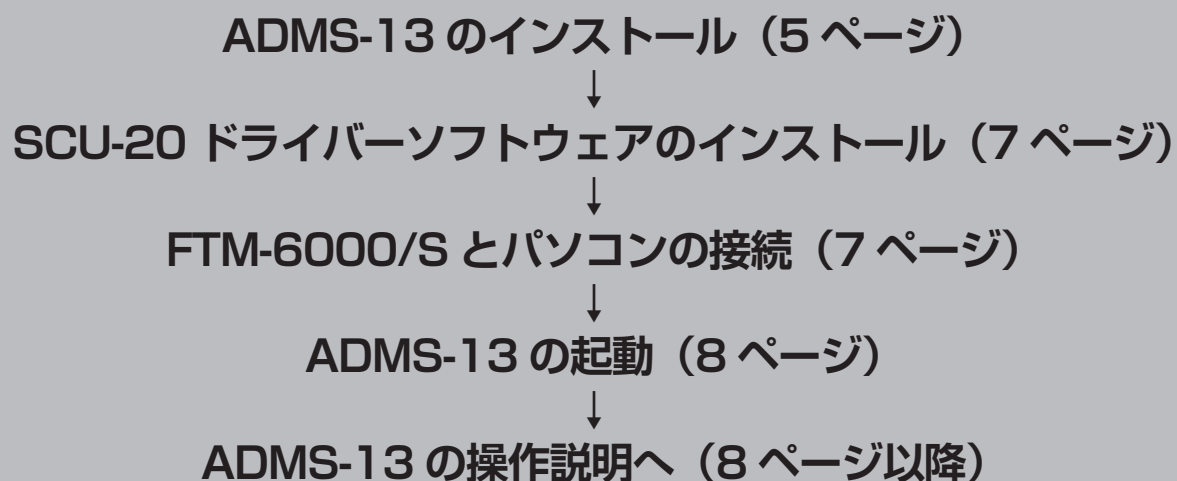 ADMS-13 のインストール（5 ページ）
↓
SCU-20 ドライバーソフトウェアのインストール（7 ページ）
↓
FTM-6000/S とパソコンの接続（7 ページ）
↓
ADMS-13 の起動（8 ページ）
↓
ADMS-13 の操作説明へ（8 ページ以降）